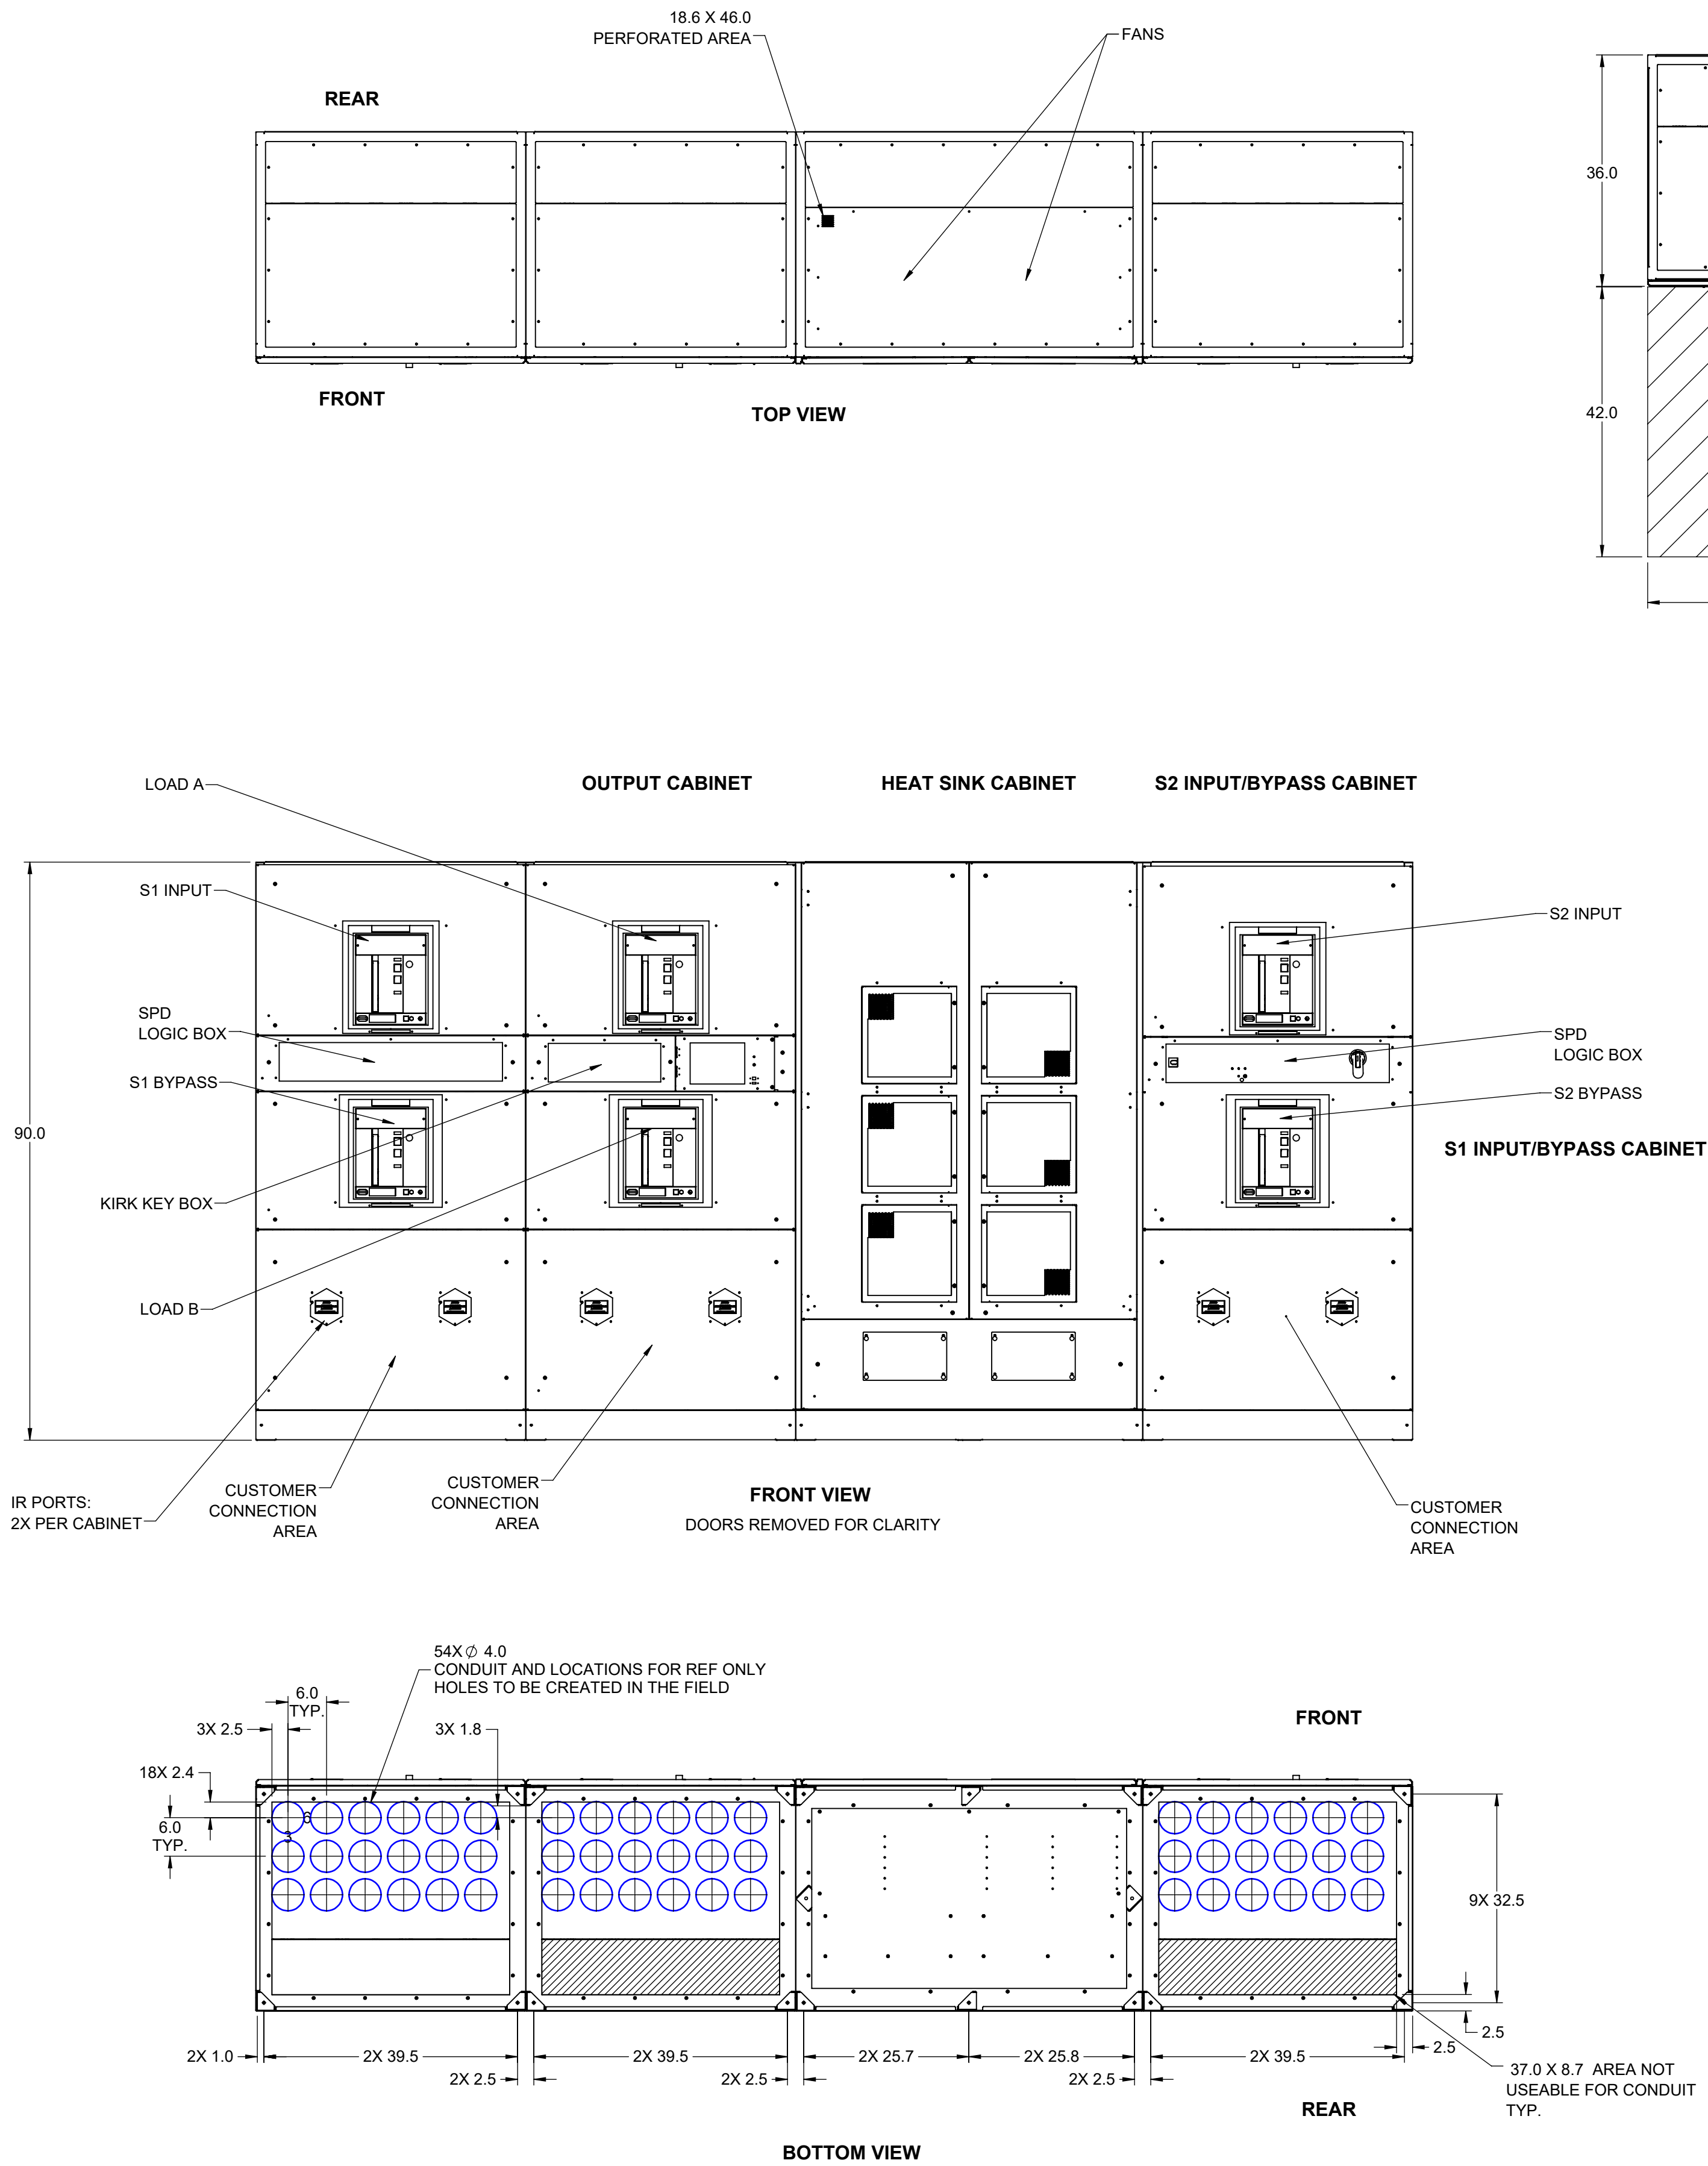 18.6 X 46.0
PERFORATED AREA
FANS
REAR
36.0
42.0
FRONT
TOP VIEW
OUTPUT CABINET
HEAT SINK CABINET
S2 INPUT/BYPASS CABINET
LOAD A
S1 INPUT
S2 INPUT
SPD
LOGIC BOX
SPD
LOGIC BOX
S1 BYPASS
S2 BYPASS
90.0
S1 INPUT/BYPASS CABINET
KIRK KEY BOX
LOAD B
IR PORTS:
2X PER CABINET
CUSTOMER
CONNECTION
AREA
CUSTOMER
CONNECTION
AREA
FRONT VIEW
DOORS REMOVED FOR CLARITY
CUSTOMER
CONNECTION
AREA
54X ∅ 4.0
CONDUIT AND LOCATIONS FOR REF ONLY
HOLES TO BE CREATED IN THE FIELD
6.0
TYP.
3X 2.5
3X 1.8
FRONT
18X 2.4
6.0
TYP.
3
9X 32.5
2.5
2.5
2X 1.0
2X 39.5
2X 39.5
2X 25.7
2X 25.8
2X 39.5
2X 2.5
2X 2.5
2X 2.5
37.0 X 8.7 AREA NOT
USEABLE FOR CONDUIT
TYP.
REAR
BOTTOM VIEW